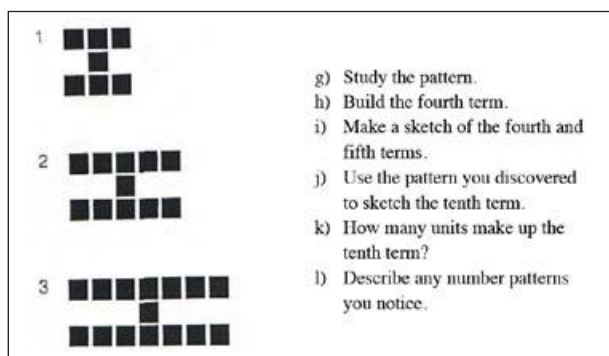 1
2
3
g) Study the pattern.
h) Build the fourth term.
i) Make a sketch of the fourth and
fifth terms.
j) Use the pattern you discovered
to sketch the tenth term.
k) How many units make up the
tenth term?
l) Describe any number patterns
you notice.